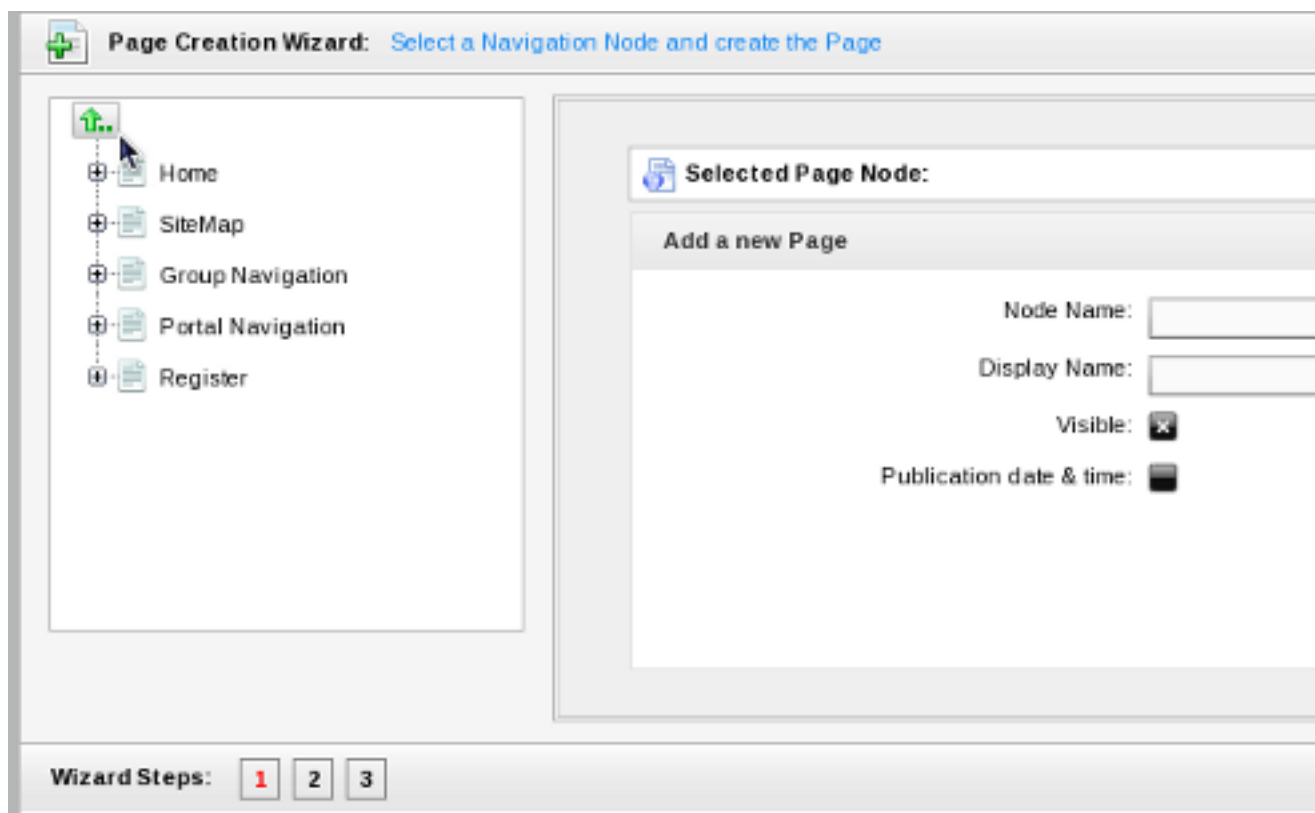 Page Creation Wizard: Select a Navigation Node and create the Page
Home
SiteMap
Group Navigation
Portal Navigation
Register
Selected Page Node:
Add a new Page
Node Name:
Display Name:
Visible:
Publication date & time:
Wizard Steps: 1 2 3